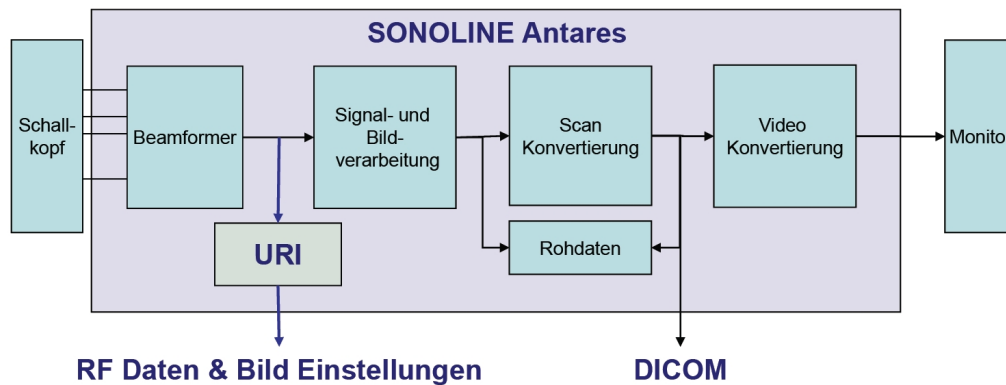 SONOLINE Antares
Schall-
kopf
Beamformer
Signal- und
Bild-
verarbeitung
Scan
Konvertierung
Video
Konvertierung
Monito
URI
Rohdaten
RF Daten & Bild Einstellungen
DICOM